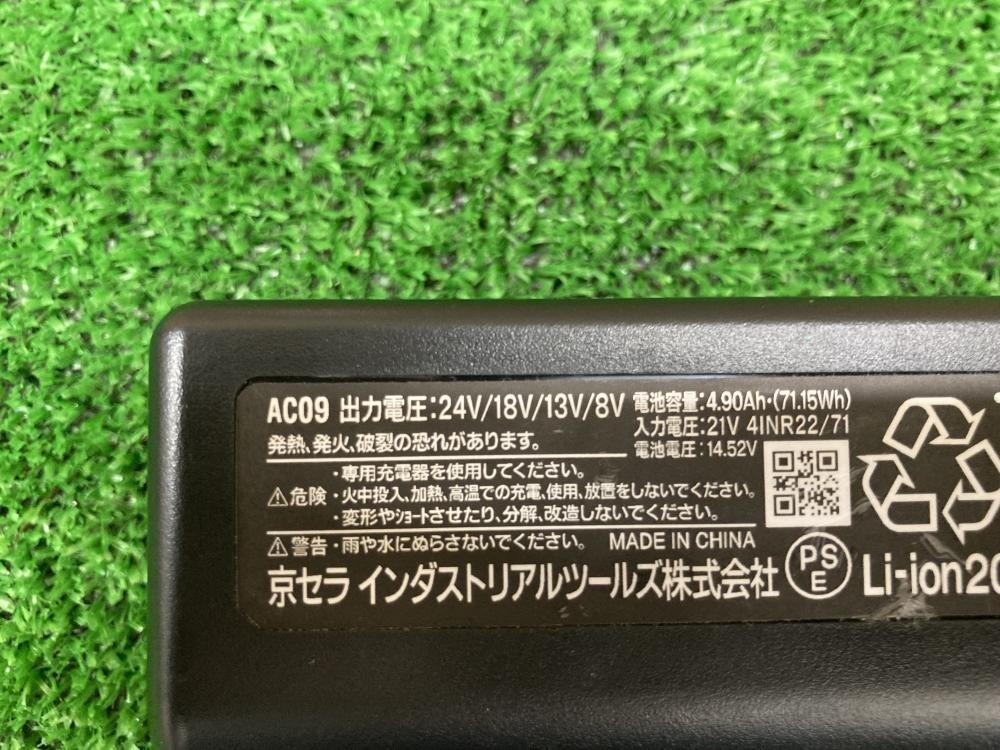 AC09 出力電圧:24V/18V/13V/8V
発熱、発火、破裂の恐れがあります。
電池容量:4.90Ah・(71.15Wh)
入力電圧:21V 4INR22/71
電池電圧:14.52V
・専用充電器を使用してください。
⚠危険・火中投入、加熱、高温での充電、使用、放置をしないでください。
・変形やショートさせたり、分解、改造しないでください。
⚠警告・雨や水にぬらさないでください。 MADE IN CHINA
京セラ インダストリアルツールズ株式会社
PS
E
Li-ion20